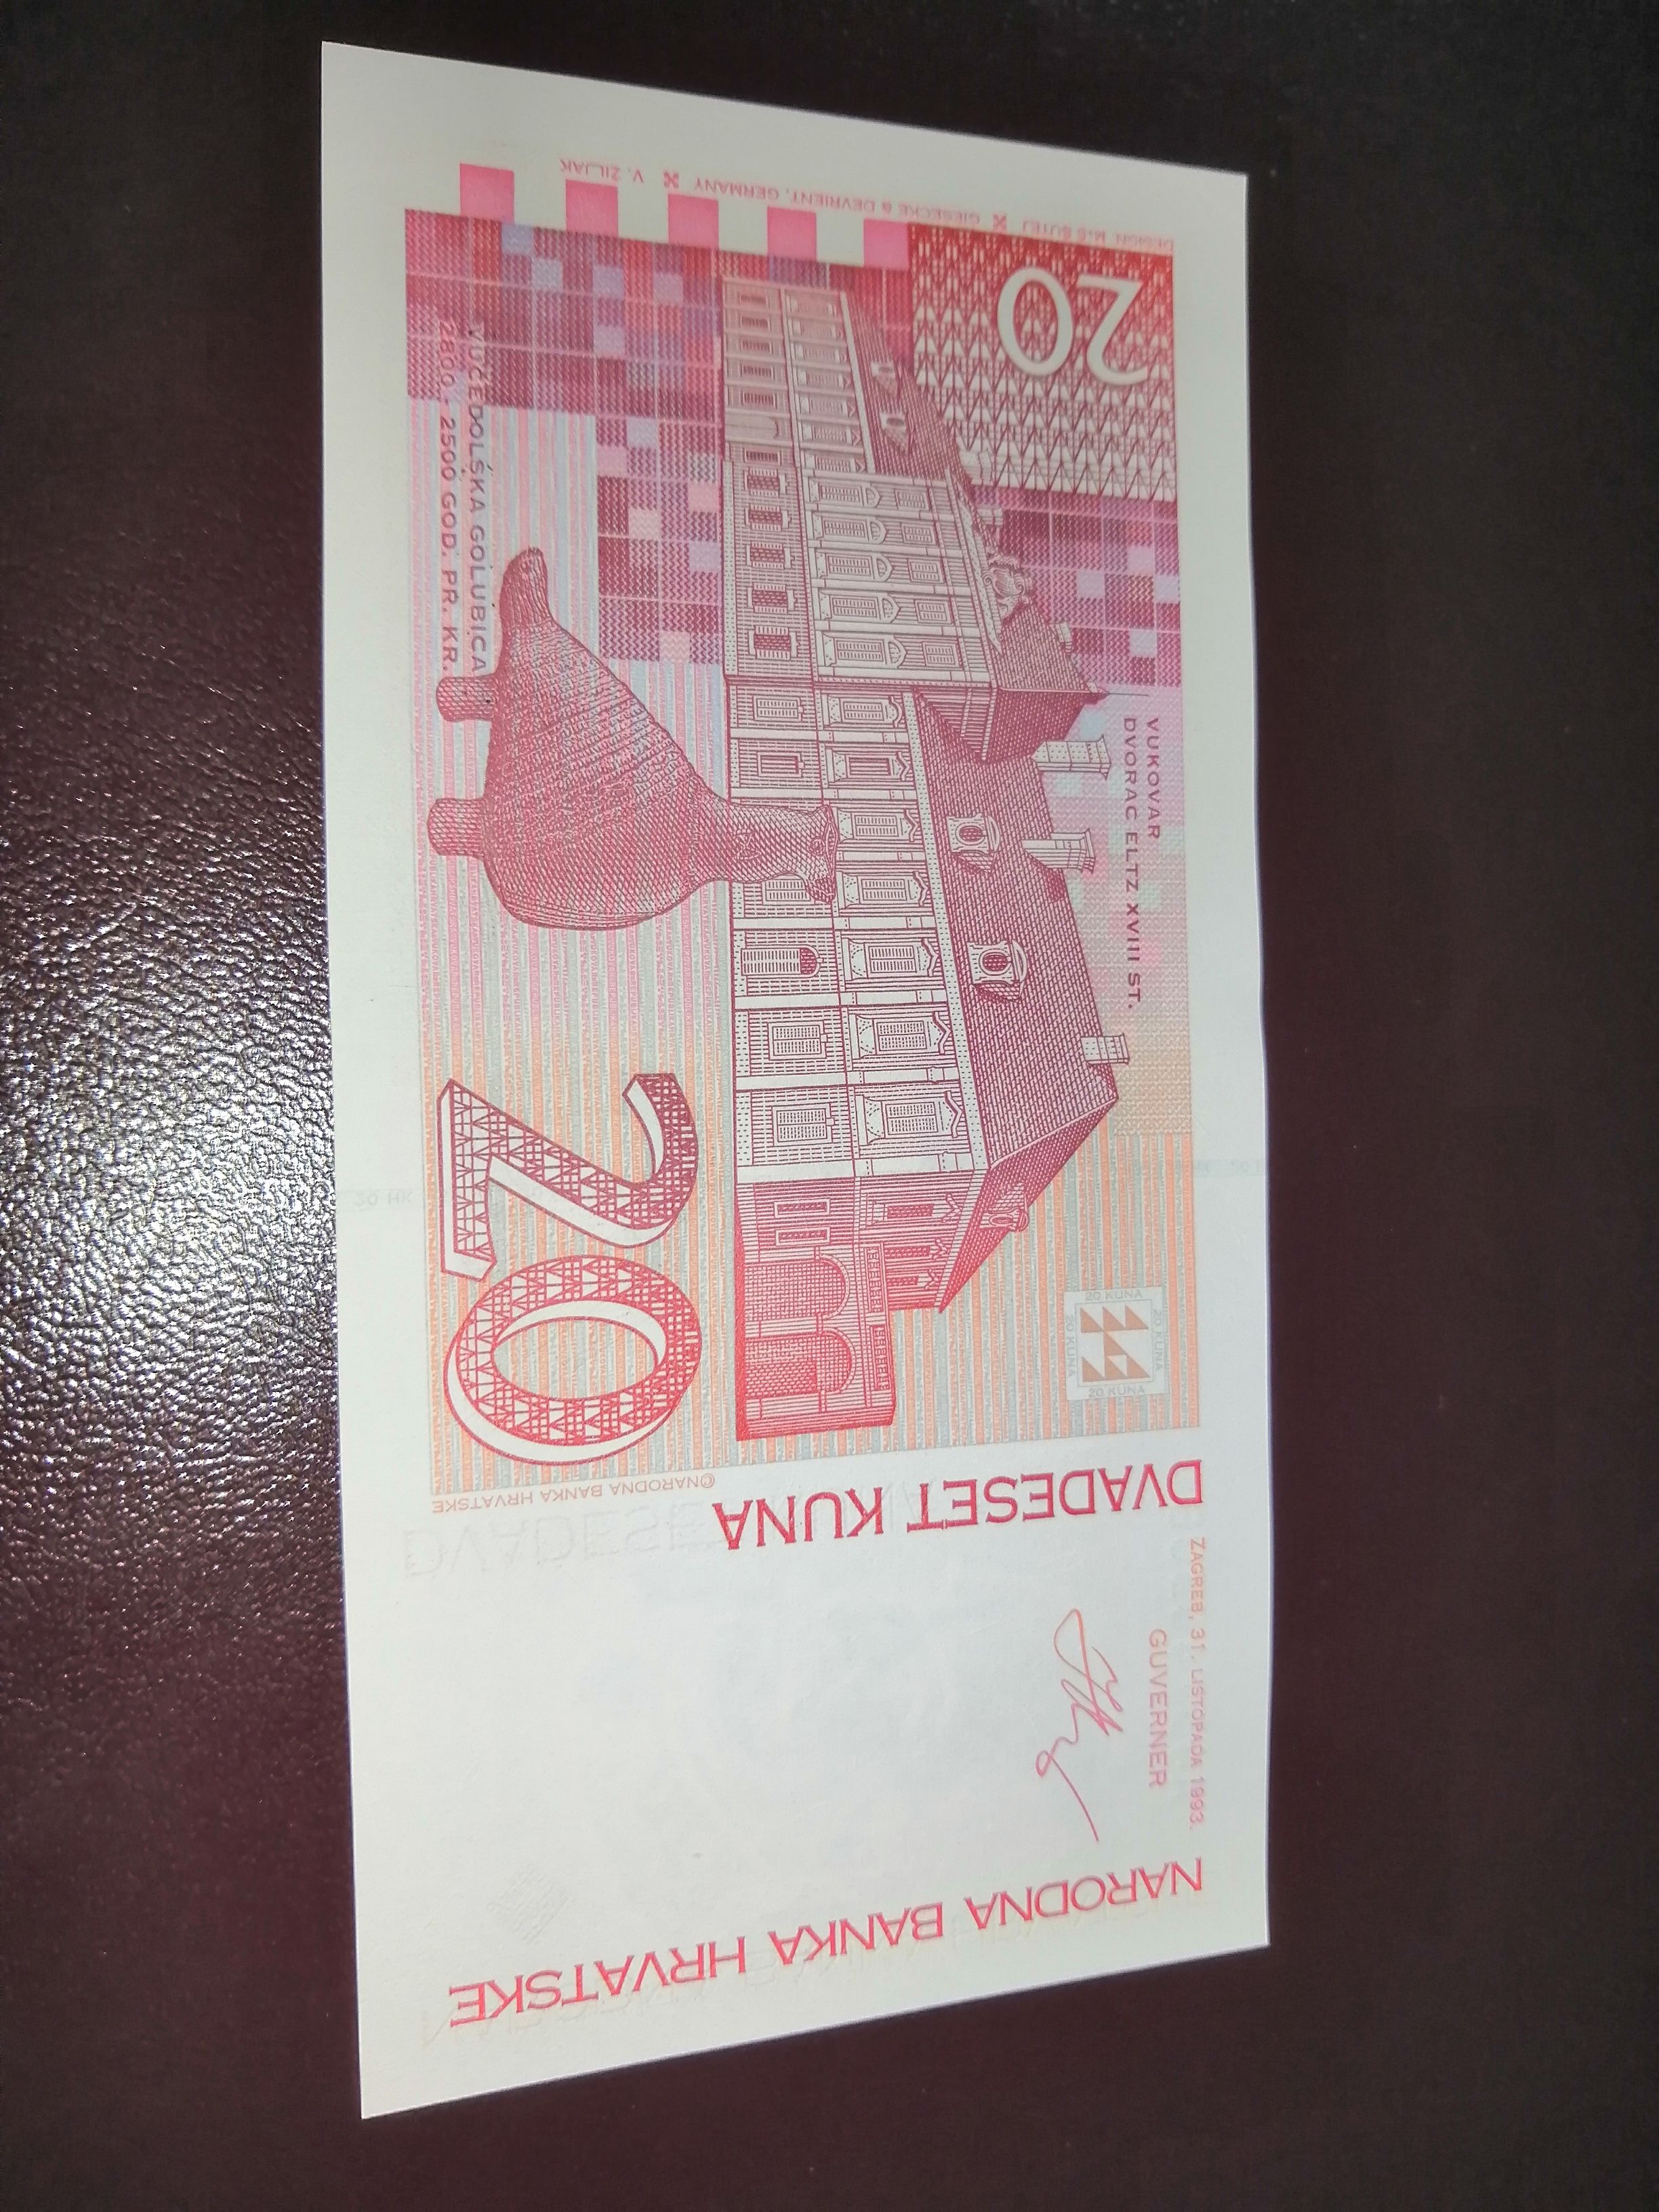 NARODNA BANKA HRVATSKE
ZAGREB, 31. LISTOPADA 1993.
GUVERNER
DVADESET KUNA
©NARODNA BANKA HRVATSKE
20 KUNA
20 KUNA
20 KUNA
20 KUNA
20
VUKOVAR
DVORAC ELTZ XVIII ST.
VUČEDOLSKA GOLUBICA
2800 - 2500 GOD. PR. KR.
20
DESIGN: M.& ŠUTEJ GIESECKE & DEVRIENT, GERMANY V. ŽILJAK